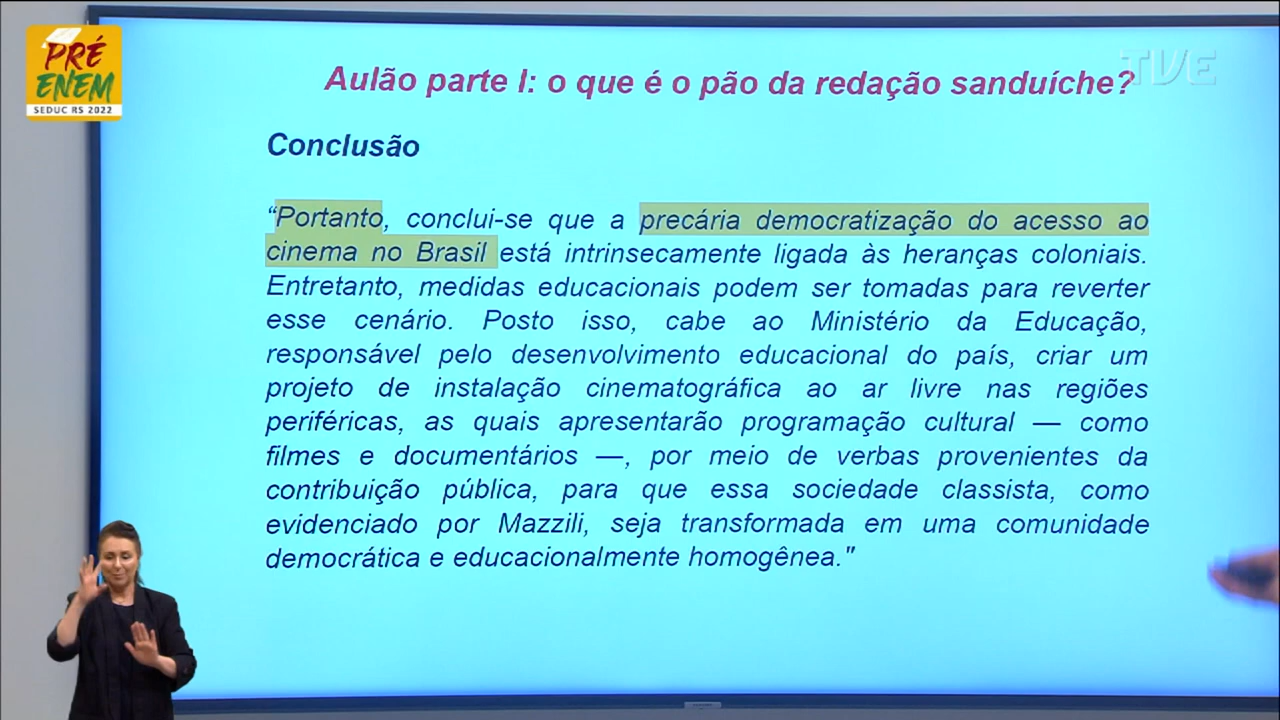 PRÉ
ENEM
SEDUC RS 2022
TVE
Aulão parte I: o que é o pão da redação sanduíche?
Conclusão
“Portanto, conclui-se que a precária democratização do acesso ao
cinema no Brasil está intrinsecamente ligada às heranças coloniais.
Entretanto, medidas educacionais podem ser tomadas para reverter
esse cenário. Posto isso, cabe ao Ministério da Educação,
responsável pelo desenvolvimento educacional do país, criar um
projeto de instalação cinematográfica ao ar livre nas regiões
periféricas, as quais apresentarão programação cultural — como
filmes e documentários —, por meio de verbas provenientes da
contribuição pública, para que essa sociedade classista, como
evidenciado por Mazzili, seja transformada em uma comunidade
democrática e educacionalmente homogênea."